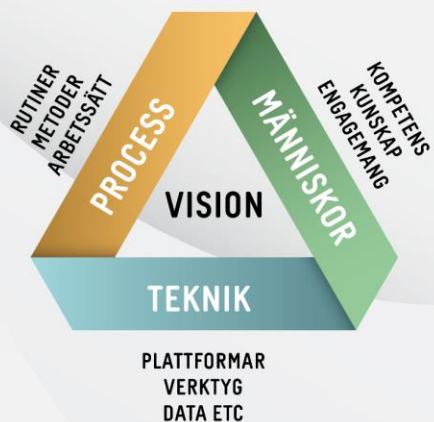 RUTINER
METODER
ARBETSSÄTT
PROCESS
MÄNNISKOR
KOMPETENS
KUNSKAP
ENGAGEMANG
VISION
TEKNIK
PLATTFORMAR
VERKTYG
DATA ETC